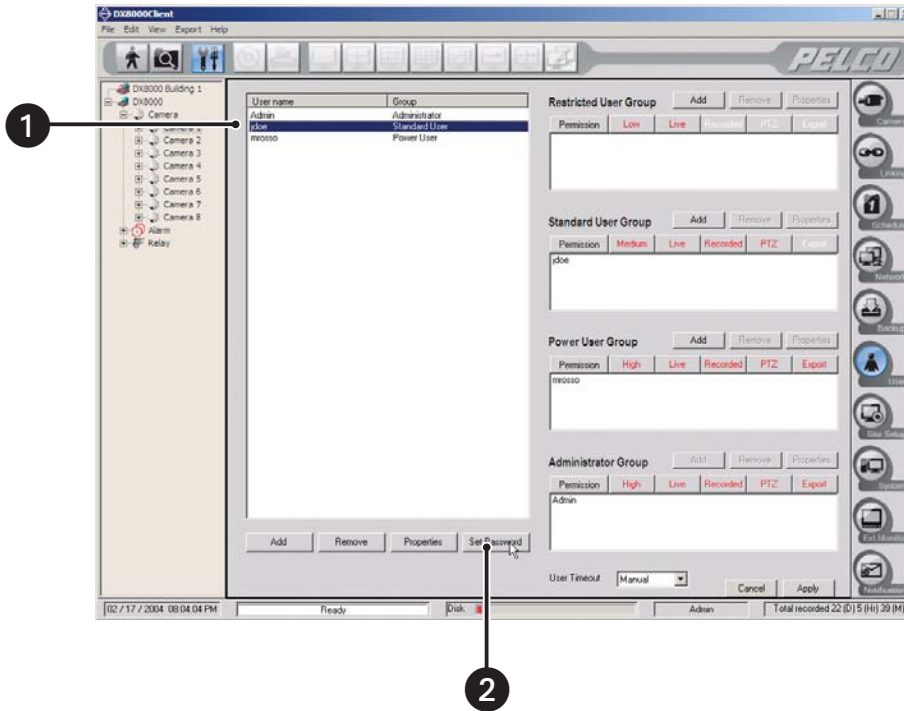 DX8000Client
File Edit View Export Help
PELCO
DX8000 Building 1
DX8000
Camera
Camera 1
Camera 2
Camera 3
Camera 4
Camera 5
Camera 6
Camera 7
Camera 8
Alarm
Relay
1
User name Group
Admin Administrator
jdoe Standard User
mrosso Power User
Add Remove Properties Set Password
2
Restricted User Group Add Remove Properties
Permission Low Live Recorded PTZ Export
Standard User Group Add Remove Properties
Permission Medium Live Recorded PTZ Export
jdoe
Power User Group Add Remove Properties
Permission High Live Recorded PTZ Export
mrosso
Administrator Group Add Remove Properties
Permission High Live Recorded PTZ Export
Admin
User Timeout Manual
Cancel Apply
Camera
Linking
Schedule
Network
Backup
User
Site Setup
System
Ext Monitor
Notification
02 / 17 / 2004 08:04:04 PM Ready Disk Admin Total recorded 22 (D) 5 (Hr) 39 (M)